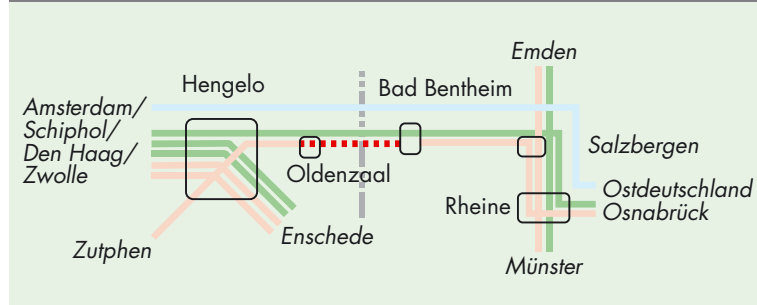 Emden
Hengelo
Bad Bentheim
Amsterdam/
Schiphol/
Den Haag/
Zwolle
Salzbergen
Oldenzaal
Ostdeutschland
Rheine
Osnabrück
Enschede
Zutphen
Münster